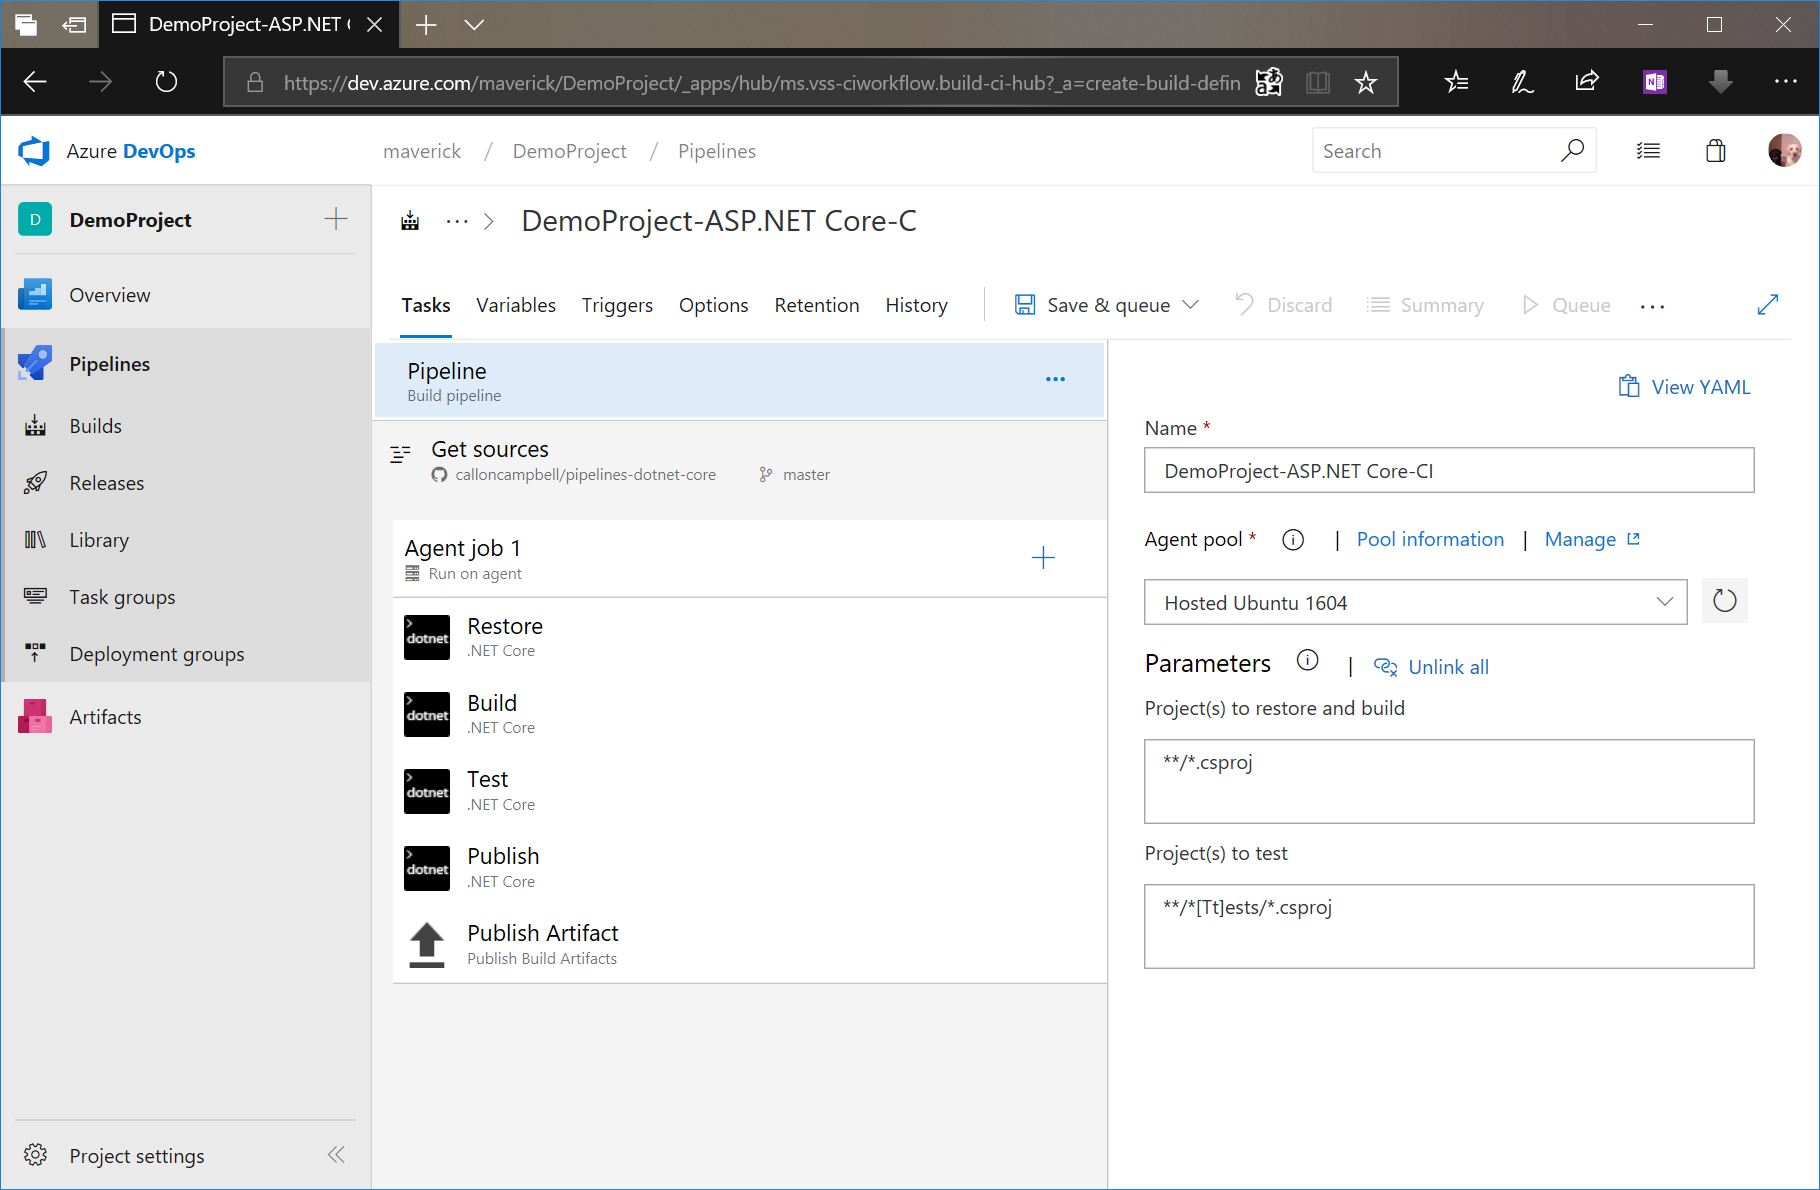 DemoProject-ASP.NET
https://dev.azure.com/maverick/DemoProject/_apps/hub/ms.vss-ciworkflow.build-ci-hub?_a=create-build-defin
Azure DevOps
maverick / DemoProject / Pipelines
Search
D DemoProject
DemoProject-ASP.NET Core-C
Overview
Pipelines
Builds
Releases
Library
Task groups
Deployment groups
Artifacts
Project settings
Tasks Variables Triggers Options Retention History Save & queue Discard Summary Queue
Pipeline
Build pipeline
Get sources
calloncampbell/pipelines-dotnet-core master
Agent job 1
Run on agent
>dotnet Restore
.NET Core
>dotnet Build
.NET Core
>dotnet Test
.NET Core
>dotnet Publish
.NET Core
Publish Artifact
Publish Build Artifacts
View YAML
Name *
DemoProject-ASP.NET Core-CI
Agent pool * | Pool information | Manage
Hosted Ubuntu 1604
Parameters | Unlink all
Project(s) to restore and build
**/*.csproj
Project(s) to test
**/*[Tt]ests/*.csproj